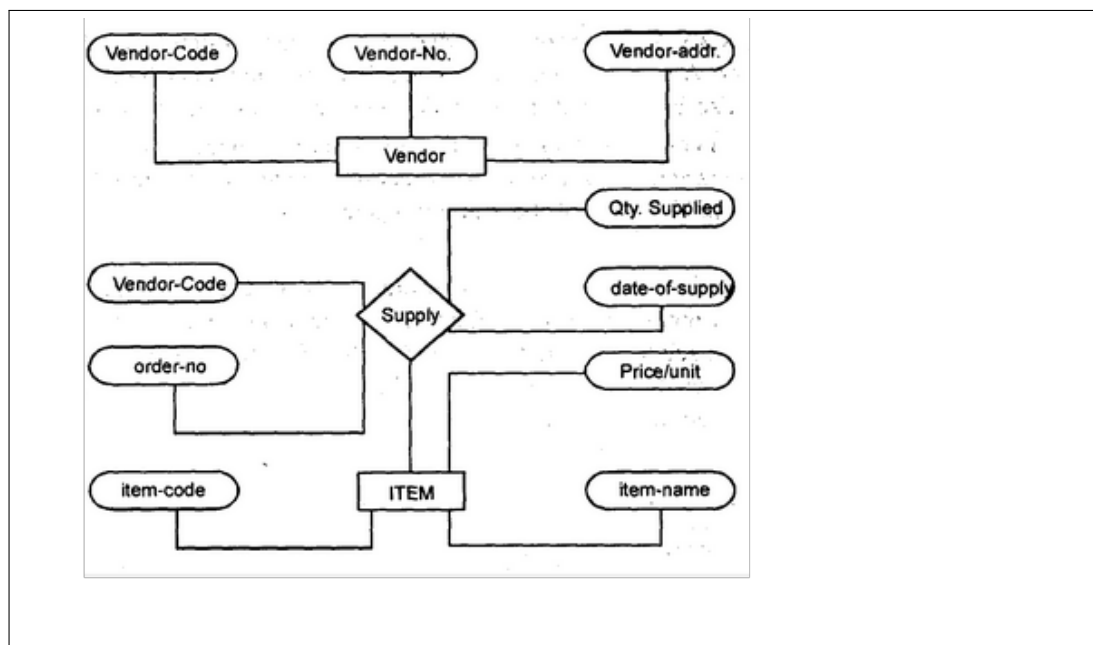 Vendor-Code
Vendor-No.
Vendor-addr.
Vendor
Qty. Supplied
Vendor-Code
Supply
date-of-supply
order-no
Price/unit
item-code
ITEM
item-name